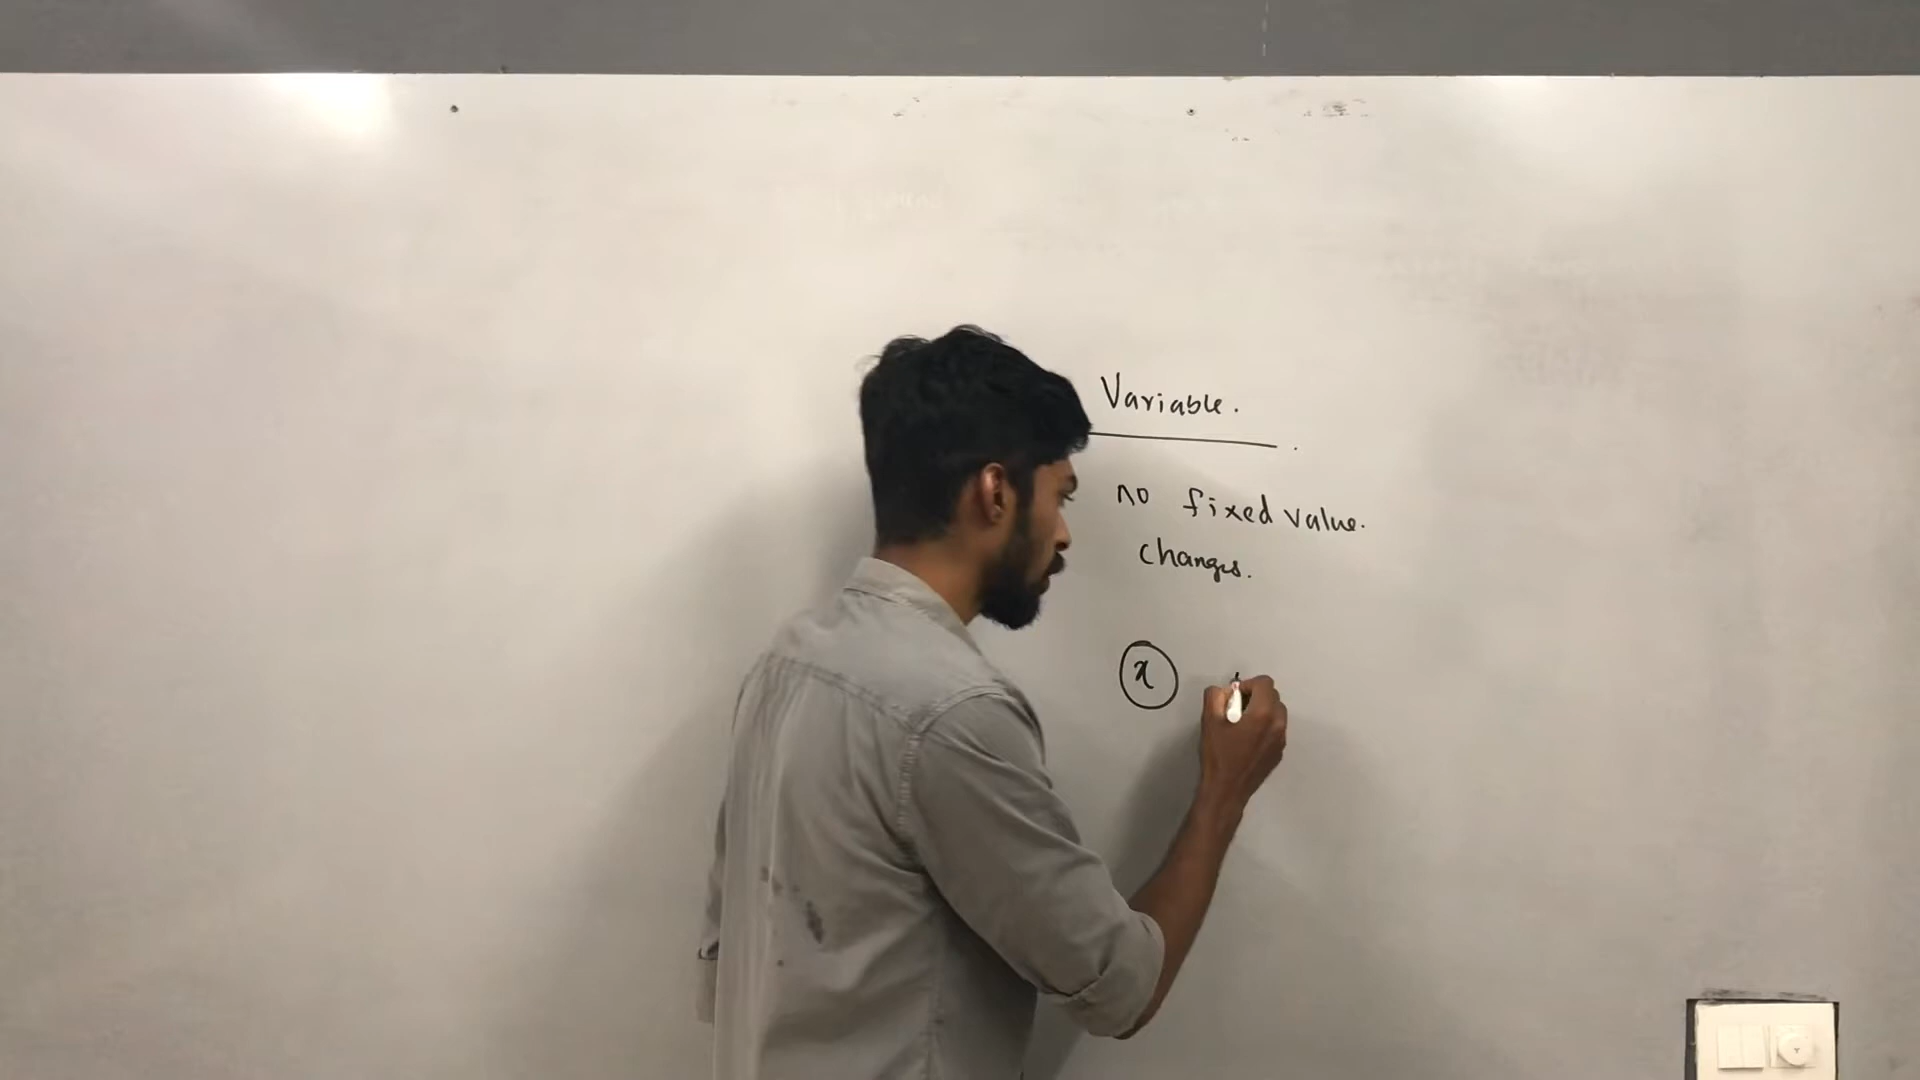 Variable.
no fixed value.
changes.
x